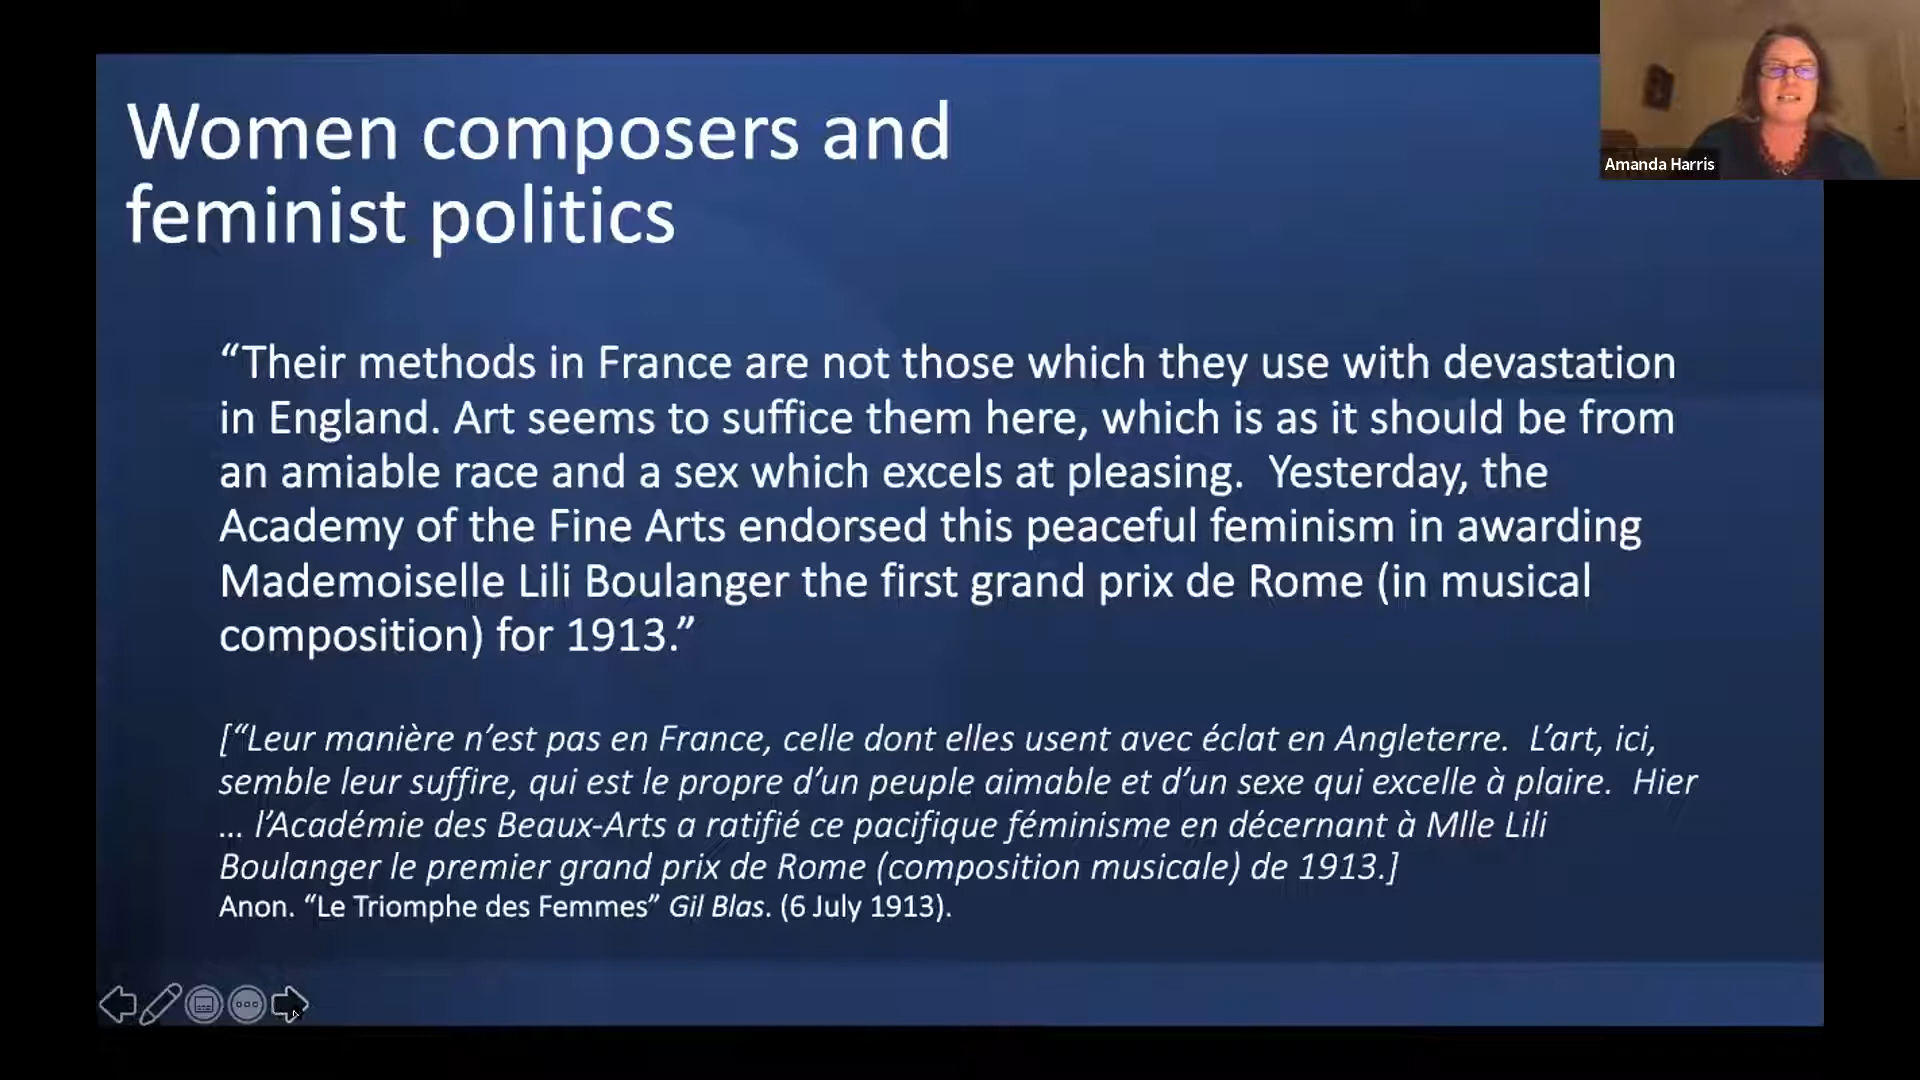 Women composers and
feminist politics
Amanda Harris
“Their methods in France are not those which they use with devastation
in England. Art seems to suffice them here, which is as it should be from
an amiable race and a sex which excels at pleasing.  Yesterday, the
Academy of the Fine Arts endorsed this peaceful feminism in awarding
Mademoiselle Lili Boulanger the first grand prix de Rome (in musical
composition) for 1913.”
[“Leur manière n’est pas en France, celle dont elles usent avec éclat en Angleterre.  L’art, ici,
semble leur suffire, qui est le propre d’un peuple aimable et d’un sexe qui excelle à plaire.  Hier
… l’Académie des Beaux-Arts a ratifié ce pacifique féminisme en décernant à Mlle Lili
Boulanger le premier grand prix de Rome (composition musicale) de 1913.]
Anon. “Le Triomphe des Femmes” Gil Blas. (6 July 1913).